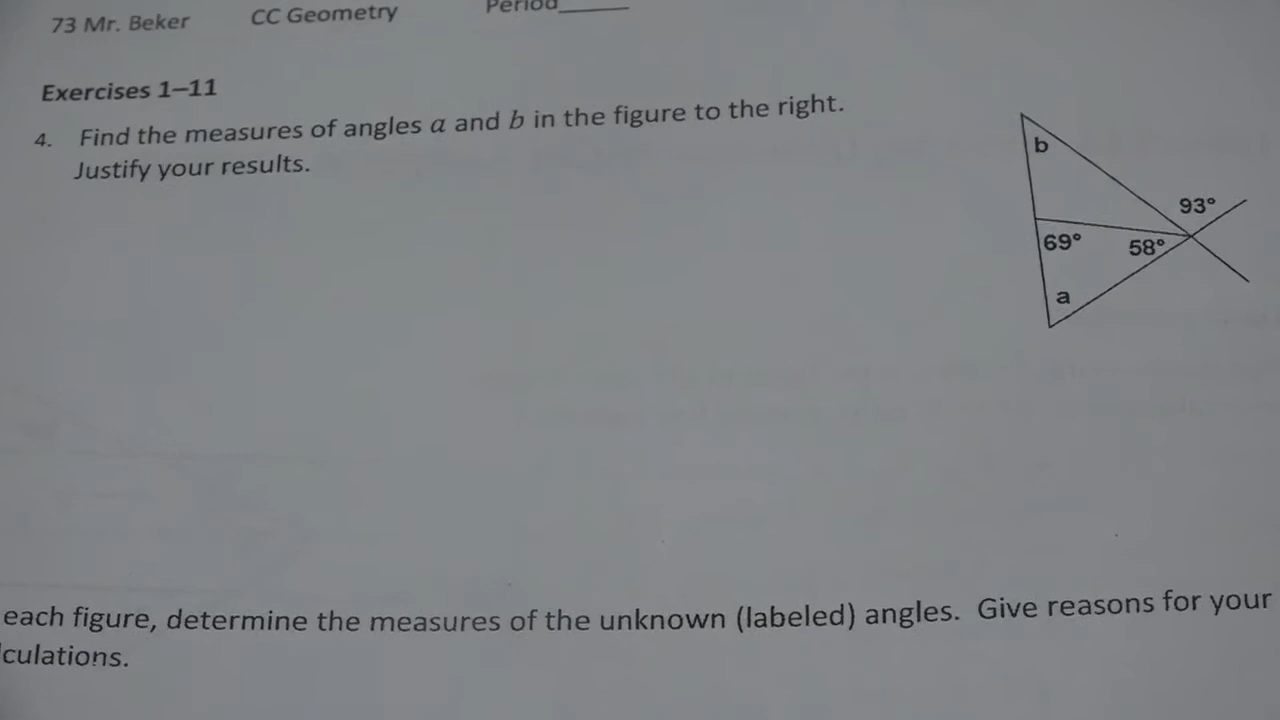 73 Mr. Beker CC Geometry Period______
Exercises 1–11
4. Find the measures of angles a and b in the figure to the right.
Justify your results.
b
93°
69° 58°
a
each figure, determine the measures of the unknown (labeled) angles. Give reasons for your
culations.